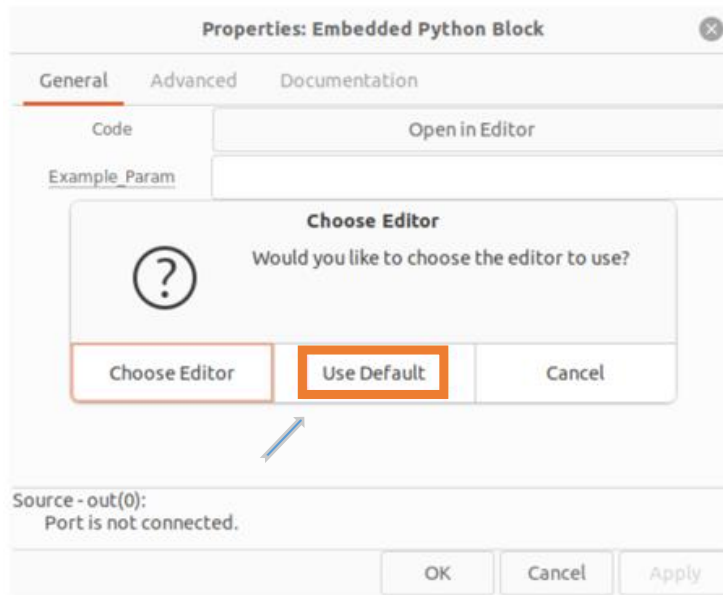 Properties: Embedded Python Block
General Advanced Documentation
Code Open in Editor
Example_Param
Choose Editor
Would you like to choose the editor to use?
Choose Editor Use Default Cancel
Source - out(0):
Port is not connected.
OK Cancel Apply